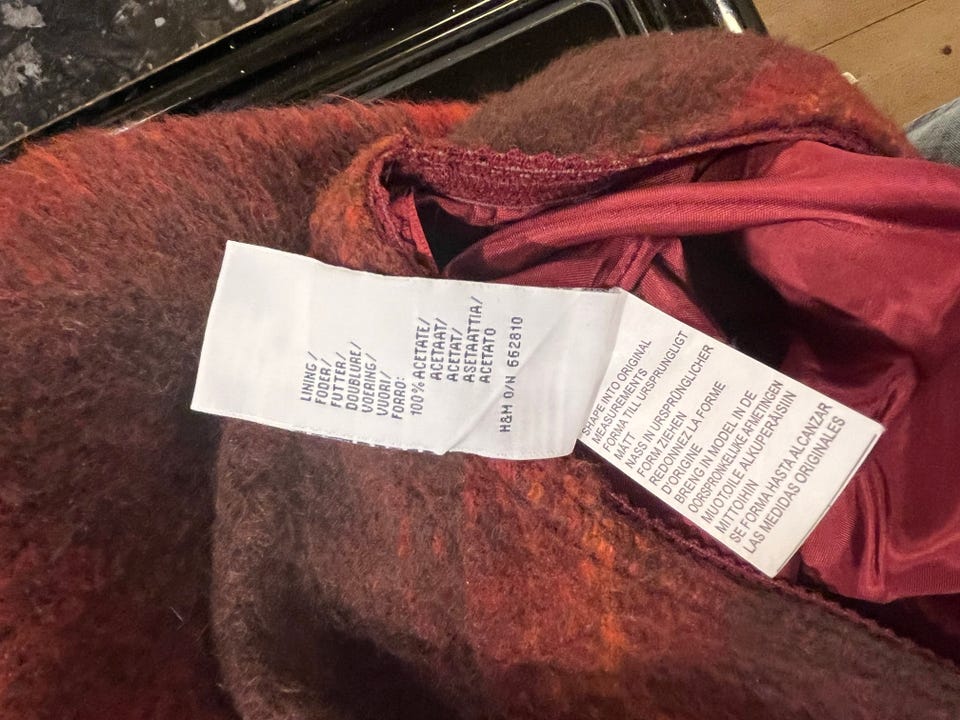 LINING/
FODER/
FUTTER/
DOUBLURE/
VOERING/
VUORI/
FORRO:
100% ACETATE/
ACETAAT/
ACETAT/
ASETAATTIA/
ACETATO
H&M O/N 662810
SHAPE INTO ORIGINAL
MEASUREMENTS
FORMA TILL URSPRUNGLIGT
MÅTT
NASS IN URSPRÜNGLICHER
FORM ZIEHEN
REDONNEZ LA FORME
D'ORIGINE
BRENG IN MODEL IN DE
OORSPRONKELIJKE AFMETINGEN
MUOTOILE ALKUPERÄISIIN
MITTOIHIN
SE FORMA HASTA ALCANZAR
LAS MEDIDAS ORIGINALES